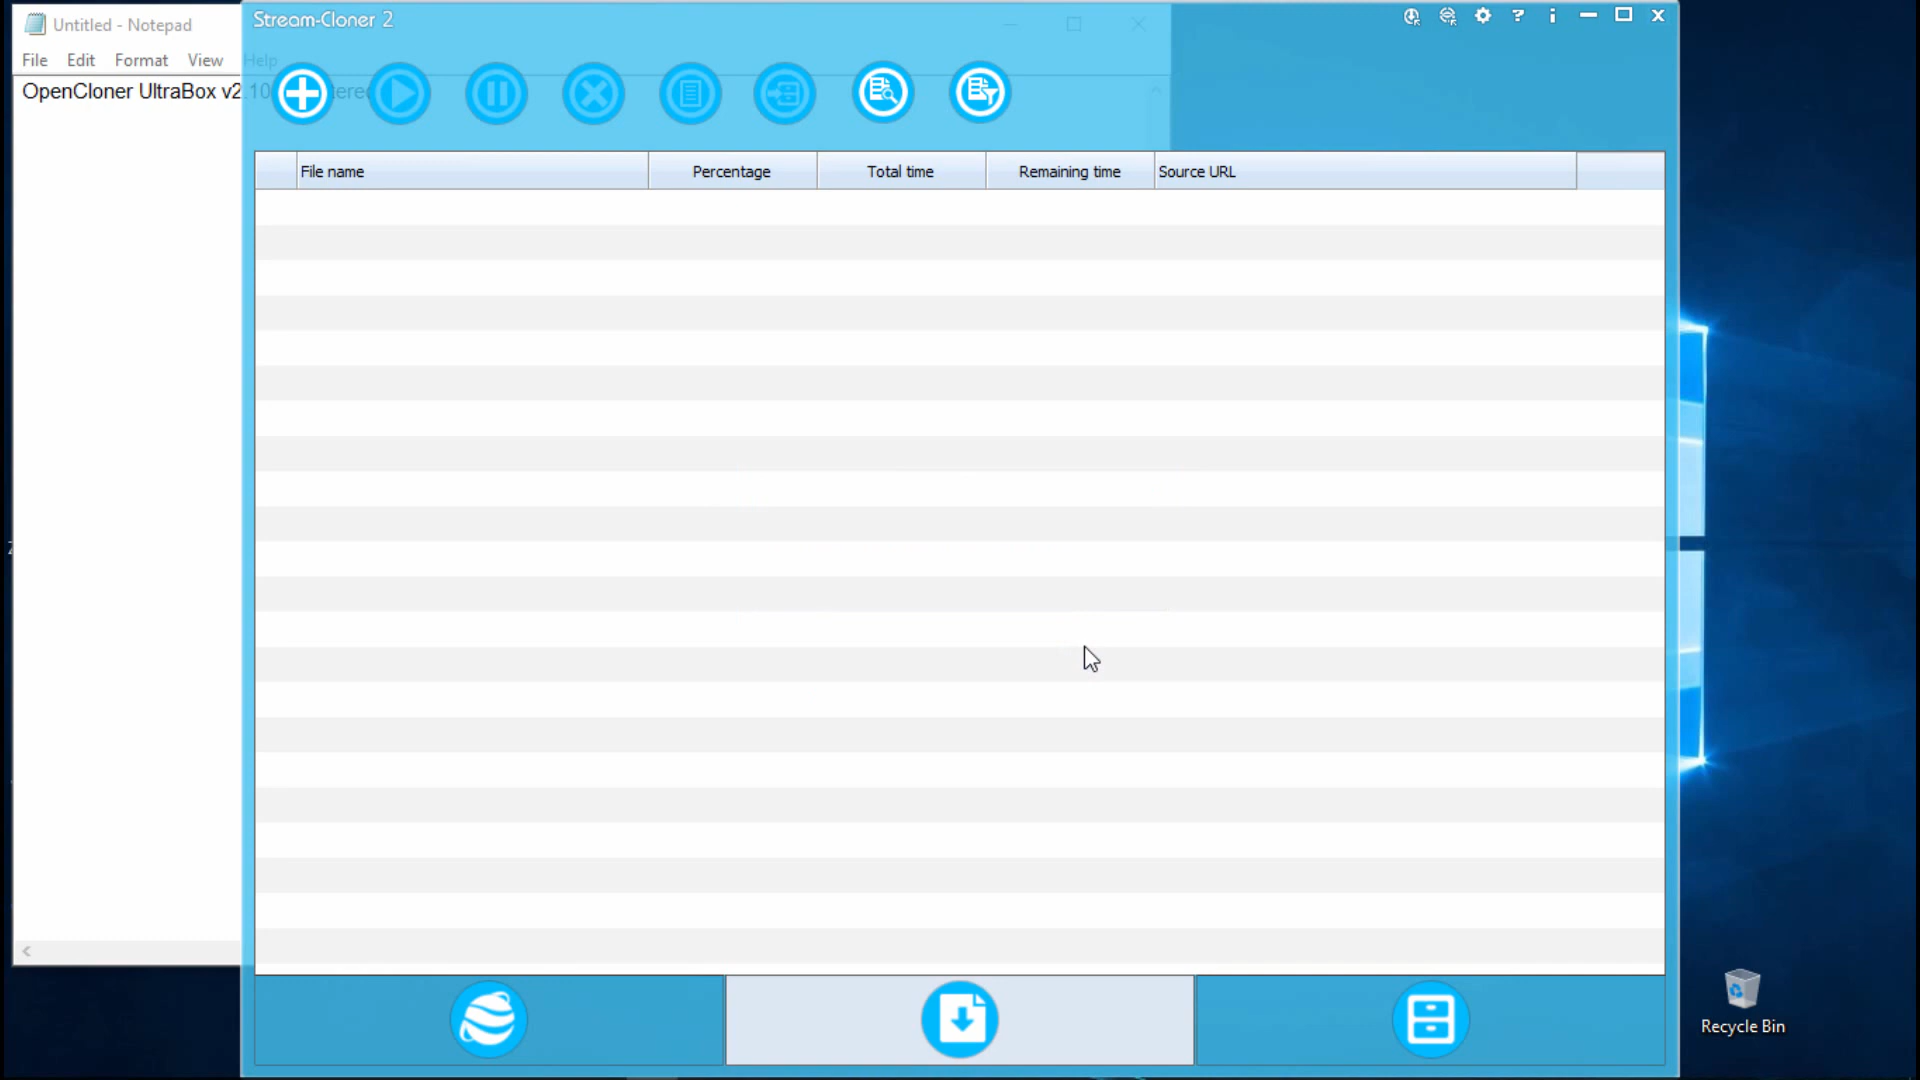 Untitled - Notepad
Stream-Cloner 2
File Edit Format View Help
OpenCloner UltraBox v2.10
File name Percentage Total time Remaining time Source URL
Recycle Bin